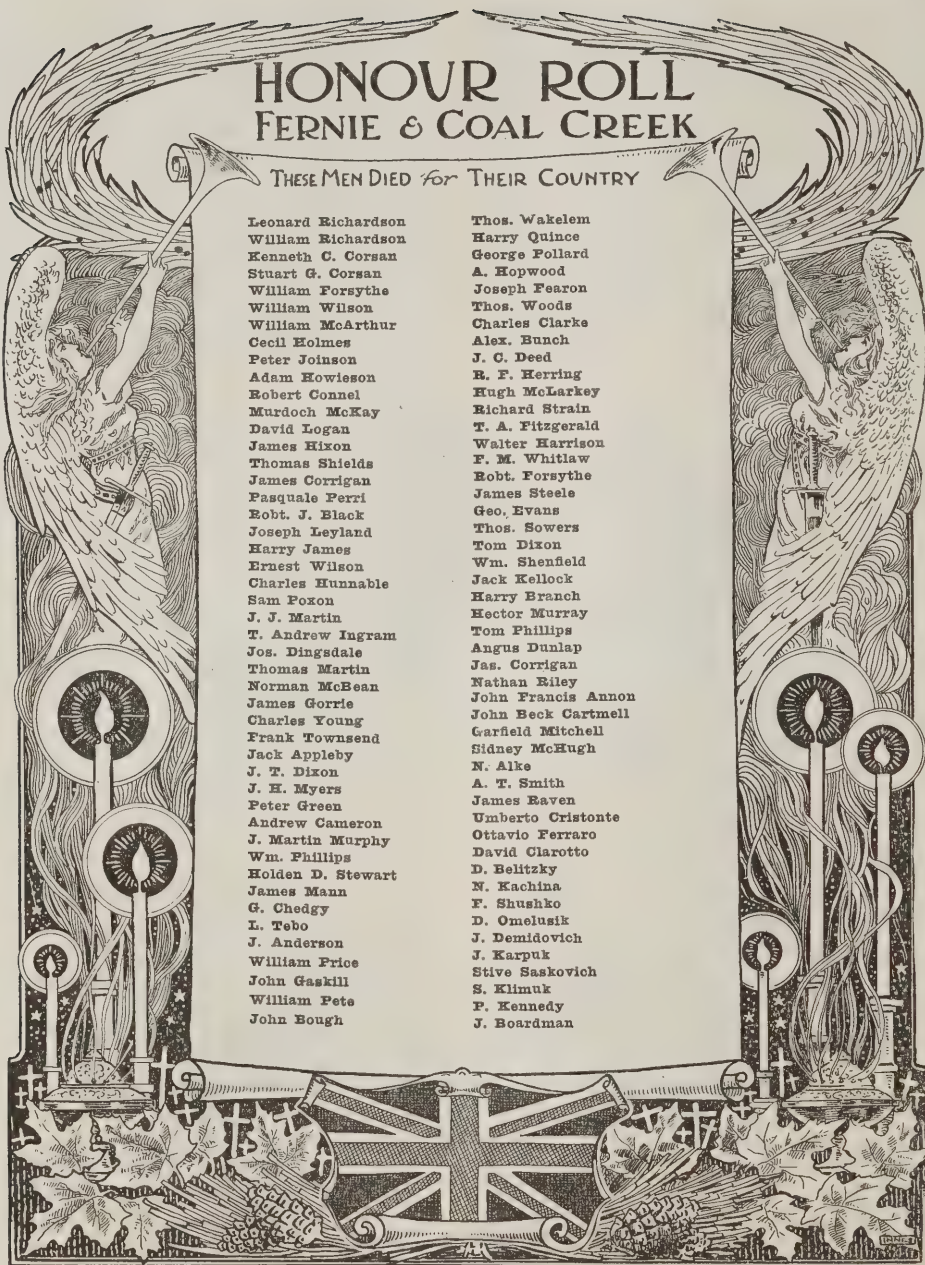 HONOUR ROLL
FERNIE & COAL CREEK
THESE MEN DIED for THEIR COUNTRY
Leonard Richardson
William Richardson
Kenneth C. Corsan
Stuart G. Corsan
William Forsythe
William Wilson
William McArthur
Cecil Holmes
Peter Joinson
Adam Howieson
Robert Connel
Murdoch McKay
David Logan
James Hixon
Thomas Shields
James Corrigan
Pasquale Perri
Robt. J. Black
Joseph Leyland
Harry James
Ernest Wilson
Charles Hunnable
Sam Poxon
J. J. Martin
T. Andrew Ingram
Jos. Dingsdale
Thomas Martin
Norman McBean
James Gorrie
Charles Young
Frank Townsend
Jack Appleby
J. T. Dixon
J. H. Myers
Peter Green
Andrew Cameron
J. Martin Murphy
Wm. Phillips
Holden D. Stewart
James Mann
G. Chedgy
L. Tebo
J. Anderson
William Price
John Gaskill
William Pete
John Bough
Thos. Wakelem
Harry Quince
George Pollard
A. Hopwood
Joseph Fearon
Thos. Woods
Charles Clarke
Alex. Bunch
J. C. Deed
R. F. Herring
Hugh McLarkey
Richard Strain
T. A. Fitzgerald
Walter Harrison
F. M. Whitlaw
Robt. Forsythe
James Steele
Geo. Evans
Thos. Sowers
Tom Dixon
Wm. Shenfield
Jack Kellock
Harry Branch
Hector Murray
Tom Phillips
Angus Dunlap
Jas. Corrigan
Nathan Riley
John Francis Annon
John Beck Cartmell
Garfield Mitchell
Sidney McHugh
N. Alke
A. T. Smith
James Raven
Umberto Cristonte
Ottavio Ferraro
David Clarotto
D. Belitzky
N. Kachina
F. Shushko
D. Omelusik
J. Demidovich
J. Karpuk
Stive Saskovich
S. Klimuk
P. Kennedy
J. Boardman
INNES